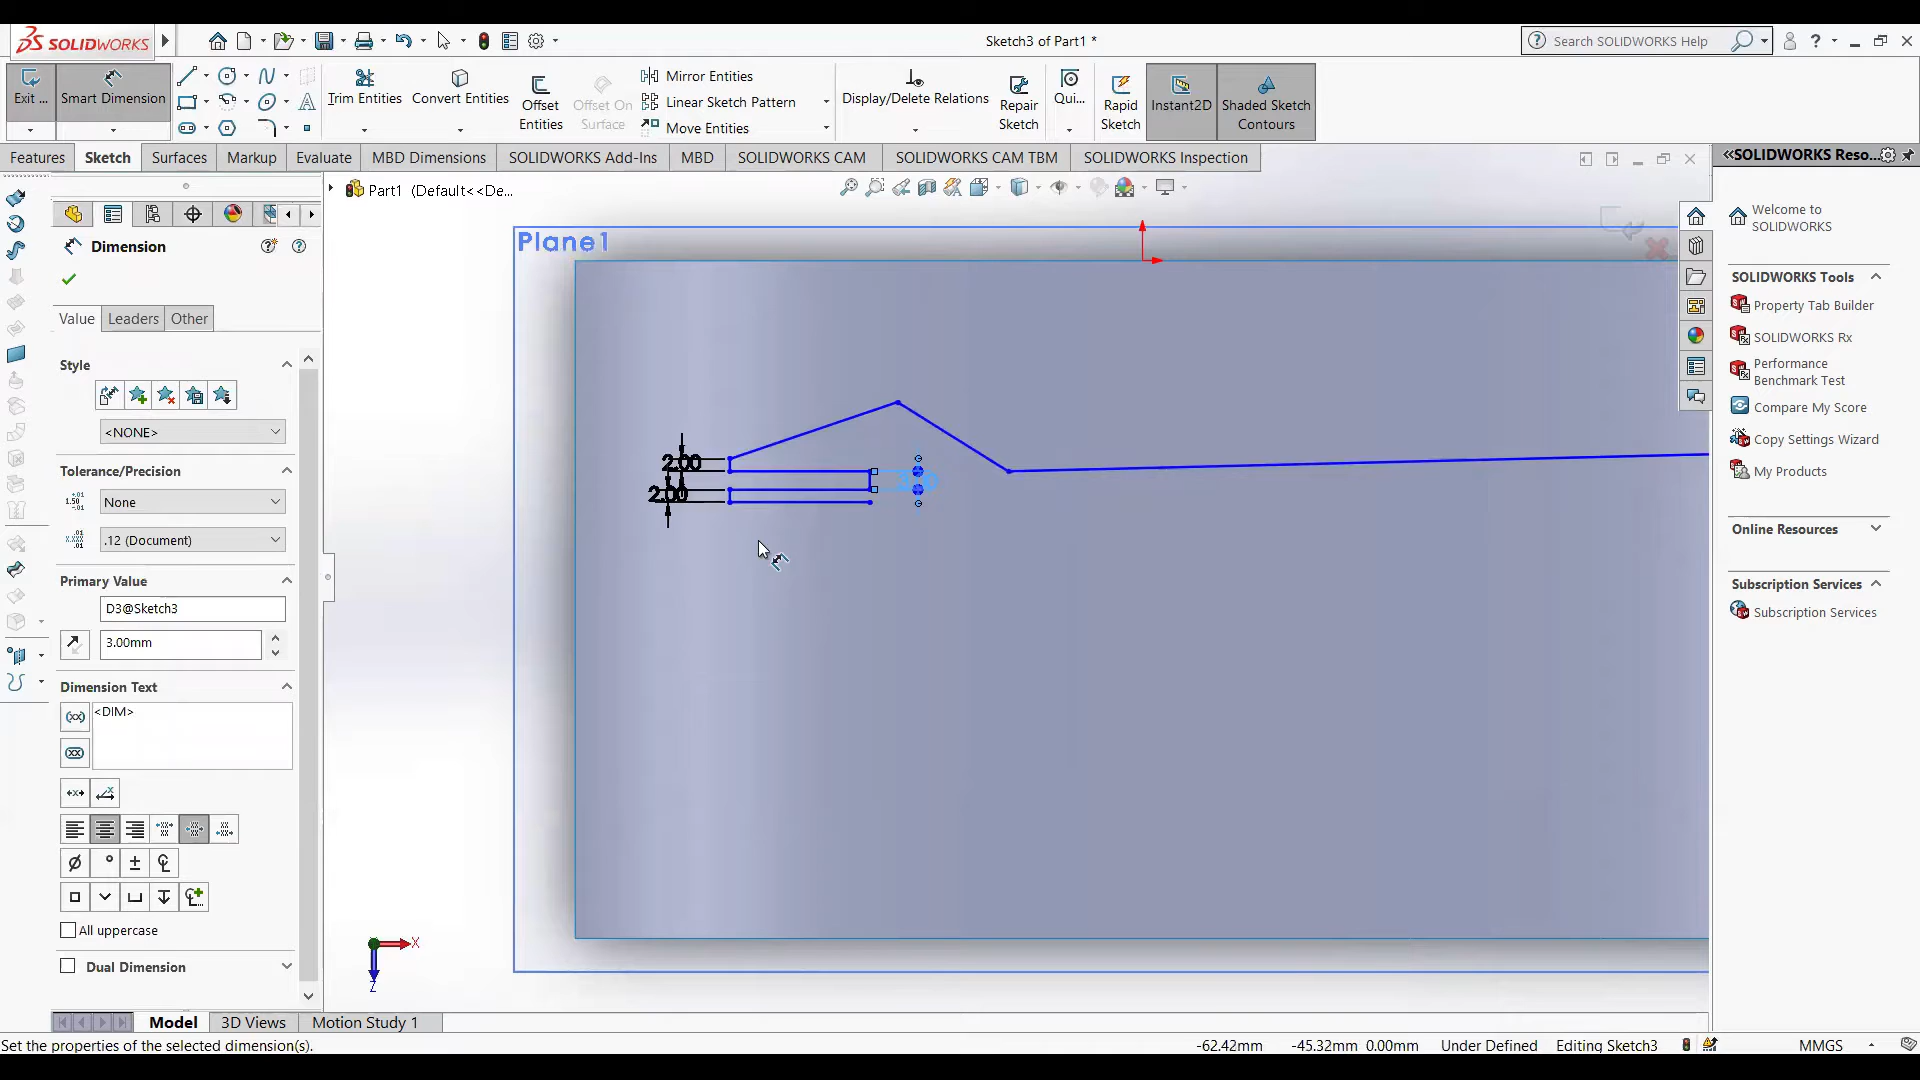 SOLIDWORKS
Sketch3 of Part1 *
Search SOLIDWORKS Help
Exit ...
Smart Dimension
Trim Entities
Convert Entities
Offset Entities
Offset On Surface
Mirror Entities
Linear Sketch Pattern
Move Entities
Display/Delete Relations
Repair Sketch
Qui...
Rapid Sketch
Instant2D
Shaded Sketch Contours
Features
Sketch
Surfaces
Markup
Evaluate
MBD Dimensions
SOLIDWORKS Add-Ins
MBD
SOLIDWORKS CAM
SOLIDWORKS CAM TBM
SOLIDWORKS Inspection
SOLIDWORKS Reso...
Part1 (Default<<De...
Dimension
Value
Leaders
Other
Style
<NONE>
Tolerance/Precision
None
.12 (Document)
Primary Value
D3@Sketch3
3.00mm
Dimension Text
<DIM>
All uppercase
Dual Dimension
Plane1
2.00
2.00
X
Z
Welcome to SOLIDWORKS
SOLIDWORKS Tools
Property Tab Builder
SOLIDWORKS Rx
Performance Benchmark Test
Compare My Score
Copy Settings Wizard
My Products
Online Resources
Subscription Services
Subscription Services
Model
3D Views
Motion Study 1
Set the properties of the selected dimension(s).
-62.42mm
-45.32mm 0.00mm
Under Defined
Editing Sketch3
MMGS